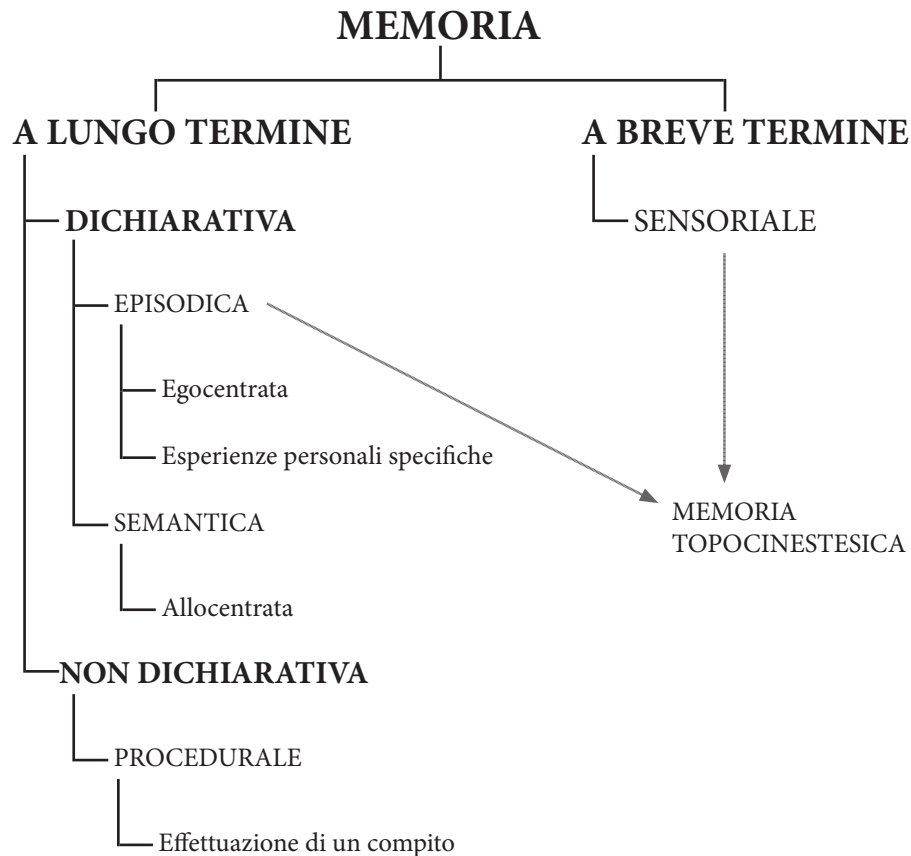 MEMORIA
A LUNGO TERMINE
A BREVE TERMINE
DICHIARATIVA
SENSORIALE
EPISODICA
Egocentrata
Esperienze personali specifiche
MEMORIA
TOPOCINESTESICA
SEMANTICA
Allocentrata
NON DICHIARATIVA
PROCEDURALE
Effettuazione di un compito